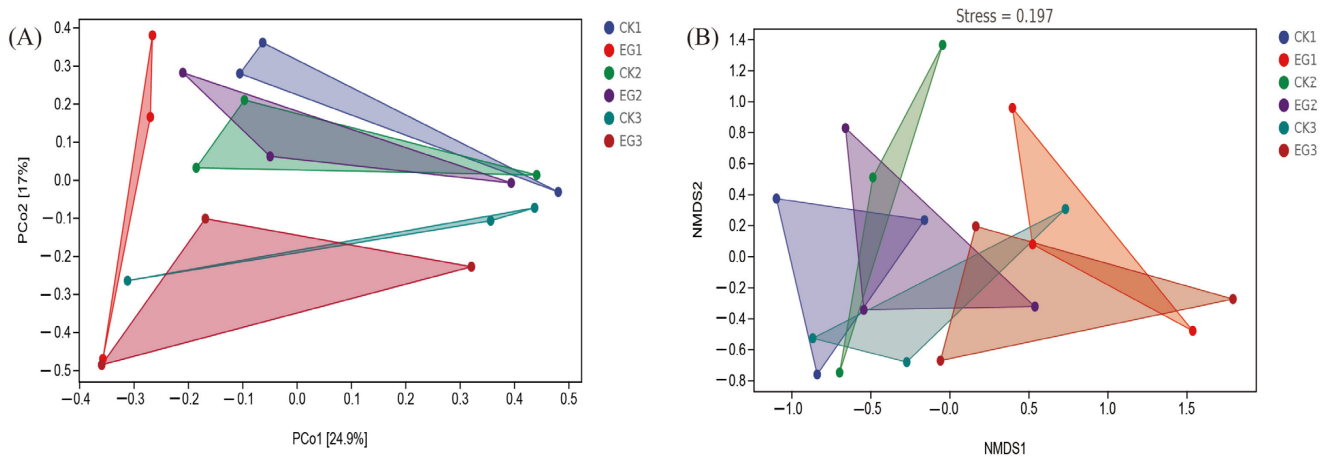 (A)
0.4
0.3
0.2
0.1
0.0
−0.1
−0.2
−0.3
−0.4
−0.5
PCo2 [17%]
−0.4 −0.3 −0.2 −0.1 0.0 0.1 0.2 0.3 0.4 0.5
PCo1 [24.9%]
CK1
EG1
CK2
EG2
CK3
EG3
(B)
Stress = 0.197
1.4
1.2
1.0
0.8
0.6
0.4
0.2
0.0
−0.2
−0.4
−0.6
−0.8
NMDS2
−1.0 −0.5 −0.0 0.5 1.0 1.5
NMDS1
CK1
EG1
CK2
EG2
CK3
EG3